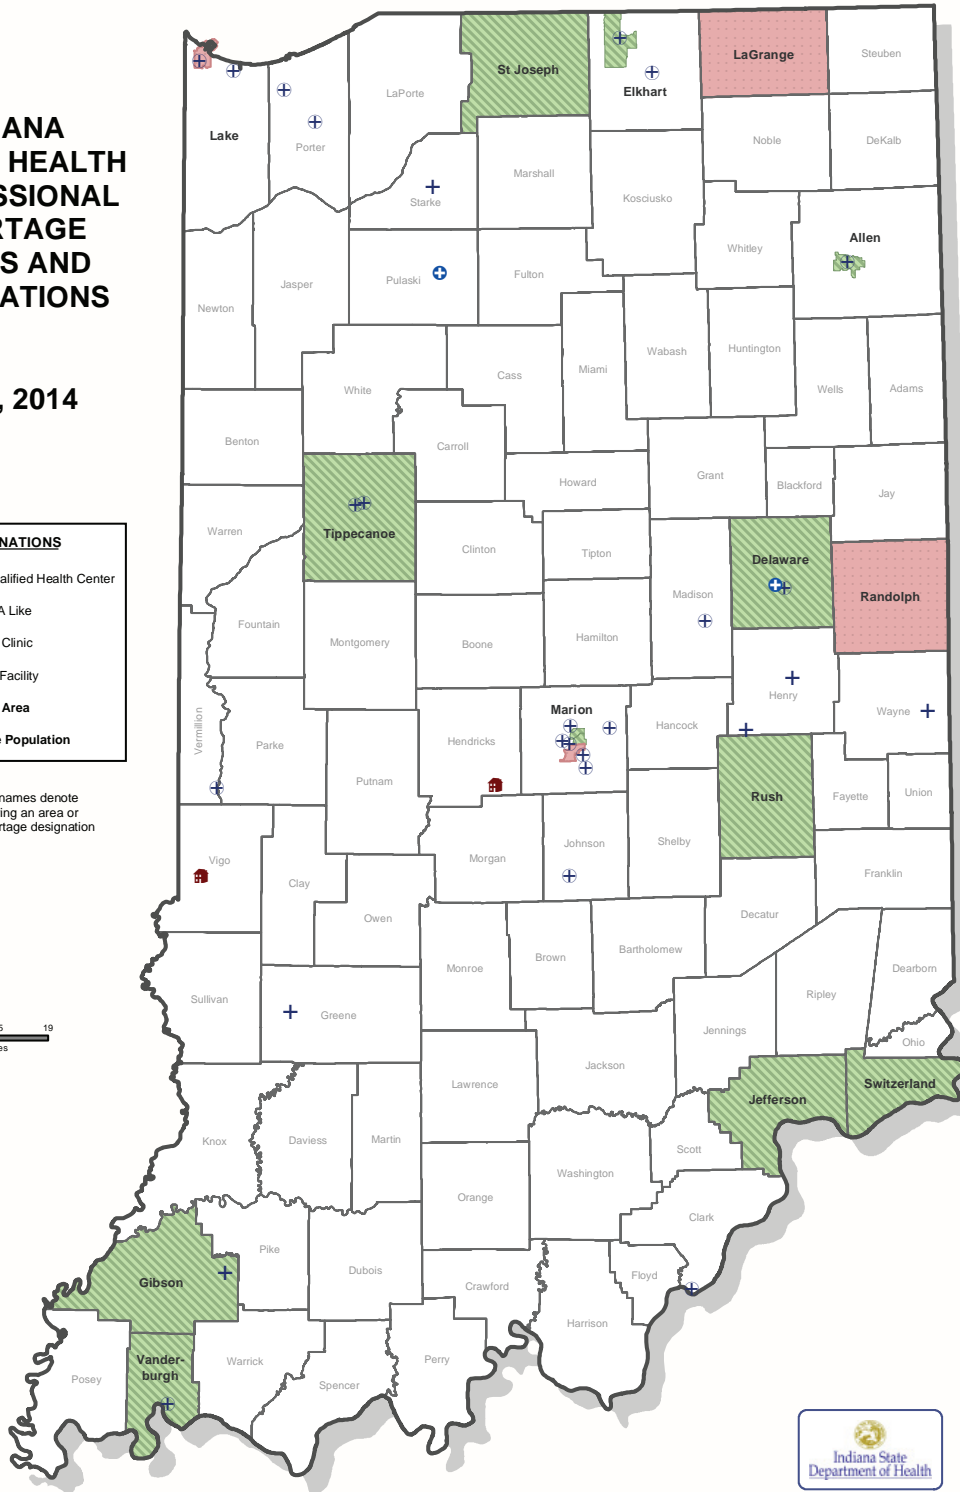 ANA
HEALTH
SSIONAL
RTAGE
S AND
ATIONS
, 2014
NATIONS
alified Health Center
A Like
Clinic
Facility
Area
e Population
names denote
ing an area or
rtage designation
5 19
es
St Joseph
LaGrange
Steuben
Elkhart
LaPorte
Lake
Porter
Noble
DeKalb
Marshall
Starke
Kosciusko
Allen
Whitley
Pulaski
Fulton
Jasper
Newton
Wabash
Huntington
Miami
Cass
White
Wells
Adams
Benton
Carroll
Grant
Howard
Blackford
Jay
Warren
Tippecanoe
Clinton
Tipton
Delaware
Madison
Randolph
Fountain
Montgomery
Boone
Hamilton
Henry
Marion
Wayne
Vermillion
Parke
Hendricks
Hancock
Putnam
Rush
Fayette
Union
Vigo
Morgan
Johnson
Shelby
Clay
Franklin
Owen
Decatur
Monroe
Brown
Bartholomew
Dearborn
Sullivan
Greene
Ripley
Jennings
Ohio
Jackson
Lawrence
Jefferson
Switzerland
Knox
Daviess
Martin
Scott
Washington
Orange
Clark
Pike
Dubois
Gibson
Floyd
Crawford
Harrison
Vander-
burgh
Warrick
Perry
Posey
Spencer
Indiana State
Department of Health